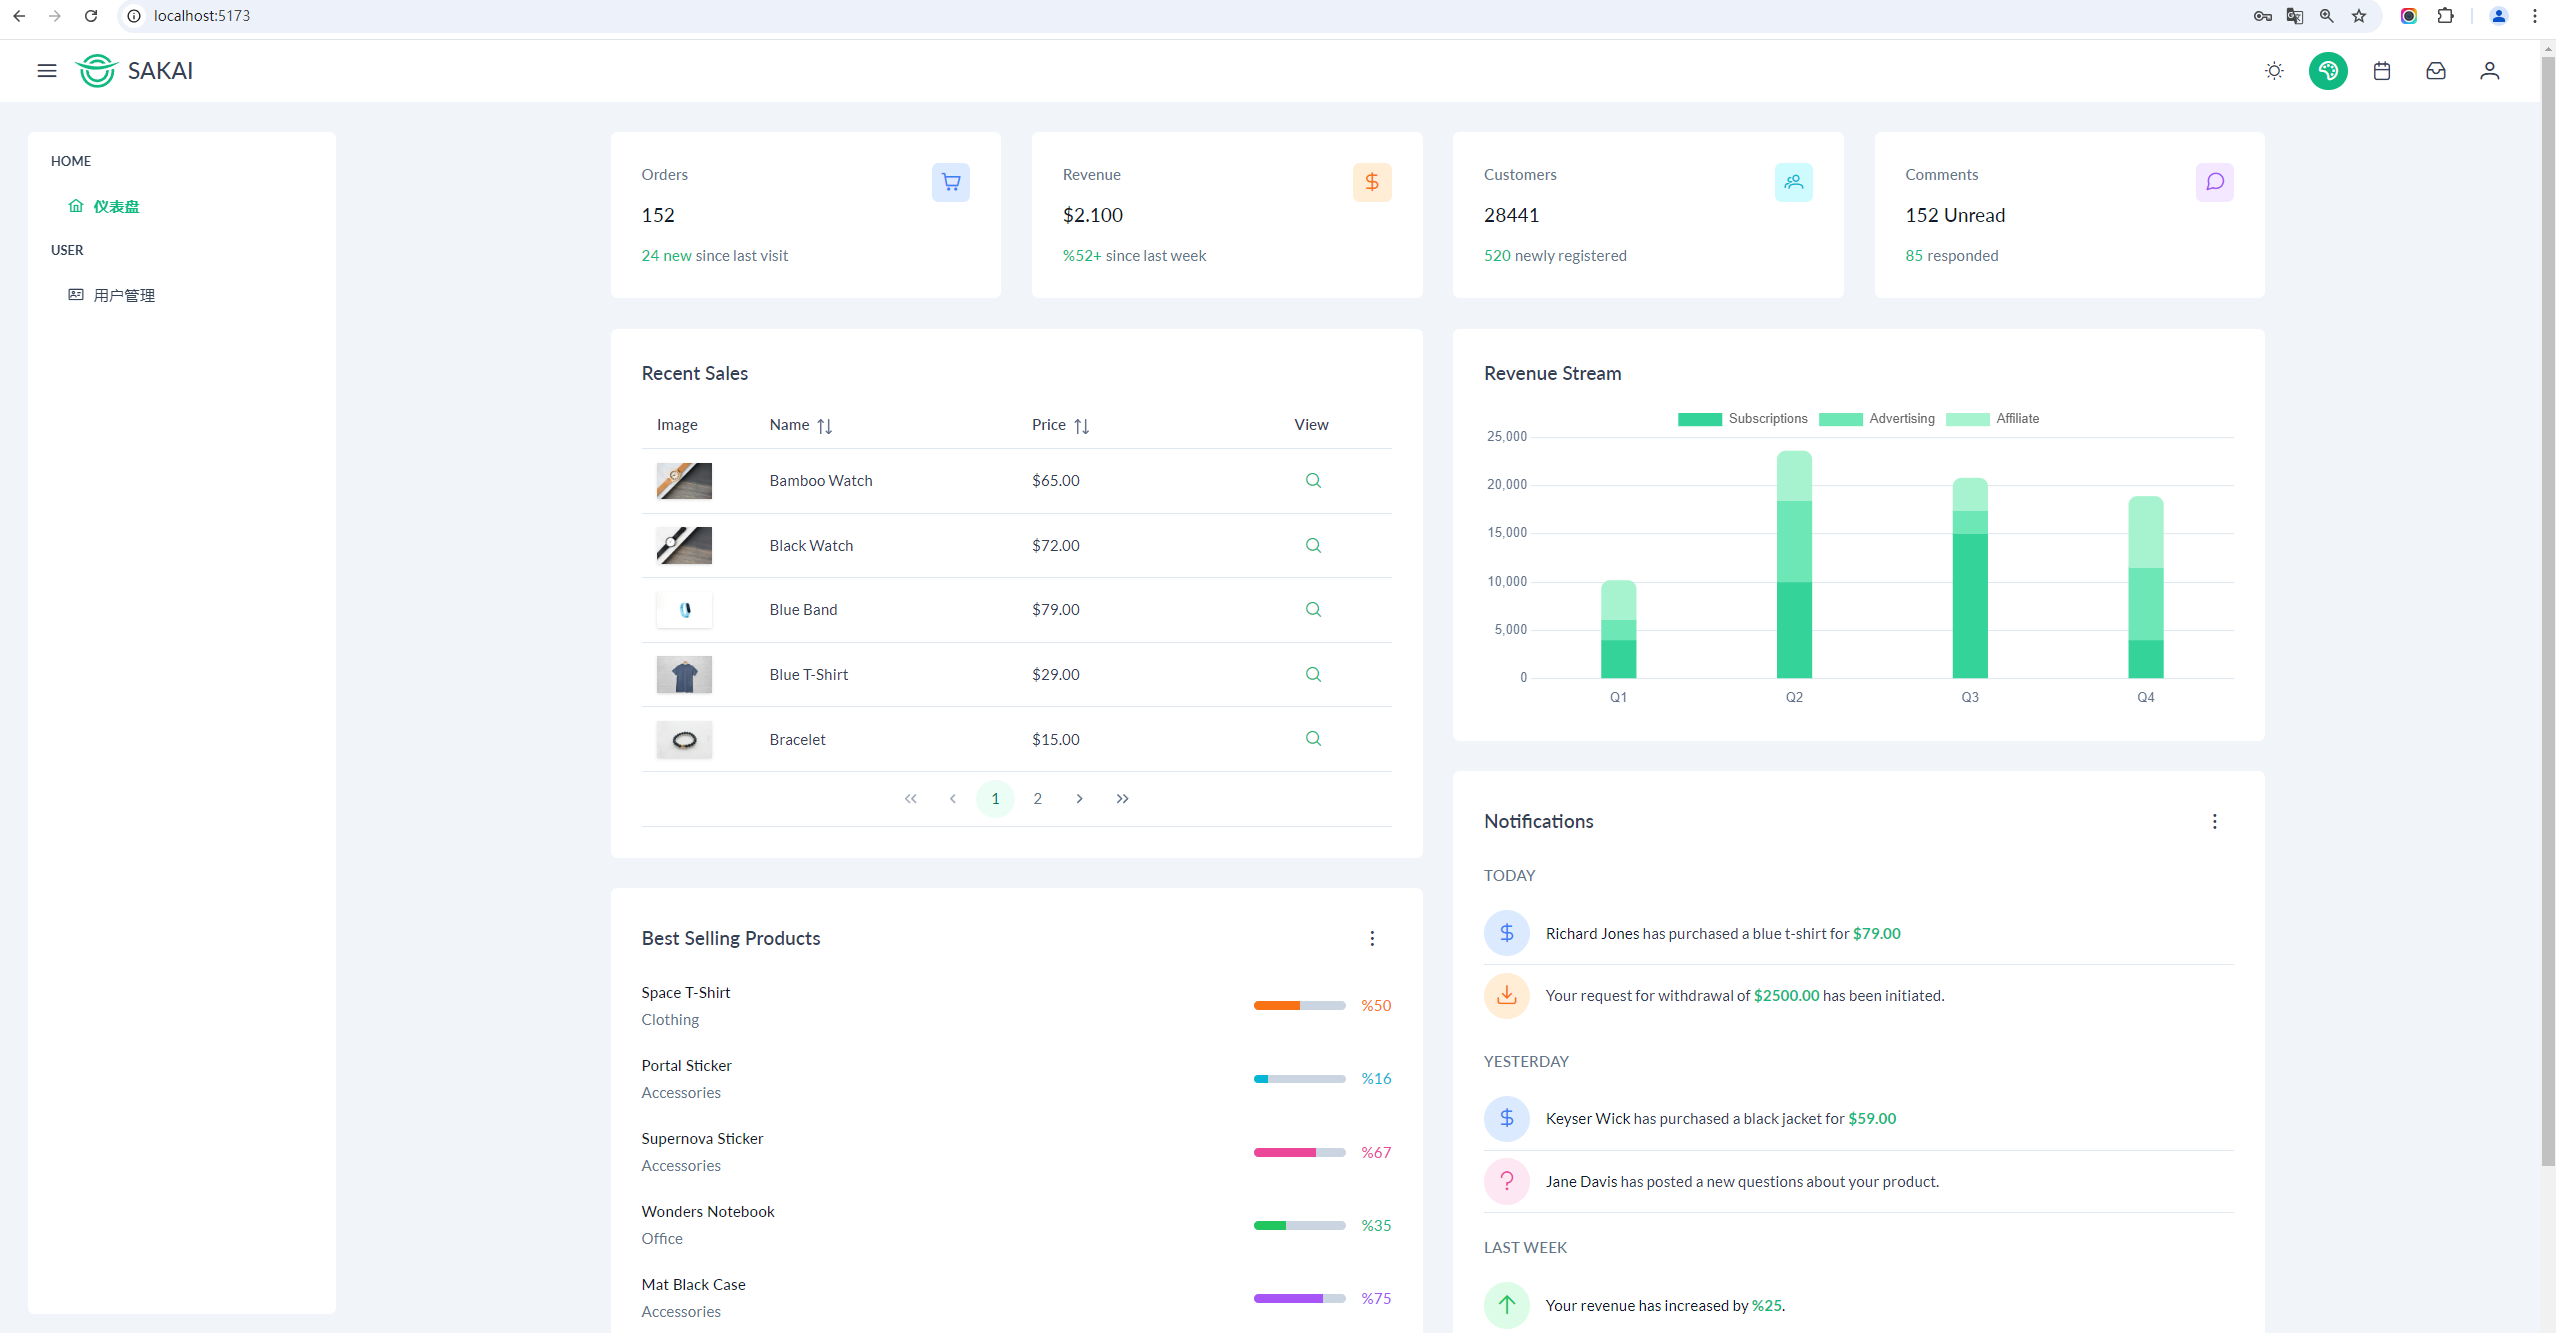 localhost:5173
SAKAI
HOME
仪表盘
USER
用户管理
Orders
152
24 new since last visit
Revenue
$2.100
%52+ since last week
Customers
28441
520 newly registered
Comments
152 Unread
85 responded
Recent Sales
Image Name Price View
Bamboo Watch $65.00
Black Watch $72.00
Blue Band $79.00
Blue T-Shirt $29.00
Bracelet $15.00
1 2
Revenue Stream
Subscriptions Advertising Affiliate
25,000
20,000
15,000
10,000
5,000
0
Q1 Q2 Q3 Q4
Best Selling Products
Space T-Shirt
Clothing
%50
Portal Sticker
Accessories
%16
Supernova Sticker
Accessories
%67
Wonders Notebook
Office
%35
Mat Black Case
Accessories
%75
Notifications
TODAY
Richard Jones has purchased a blue t-shirt for $79.00
Your request for withdrawal of $2500.00 has been initiated.
YESTERDAY
Keyser Wick has purchased a black jacket for $59.00
Jane Davis has posted a new questions about your product.
LAST WEEK
Your revenue has increased by %25.